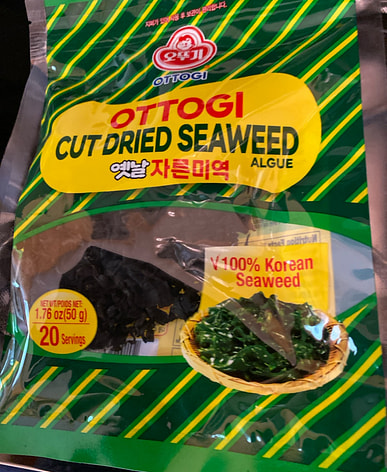 오뚜기
OTTOGI
OTTOGI
CUT DRIED SEAWEED
ALGUE
옛날 자른미역
V100% Korean
Seaweed
NET WT/POIDS NET:
1.76 oz(50 g)
20 Servings